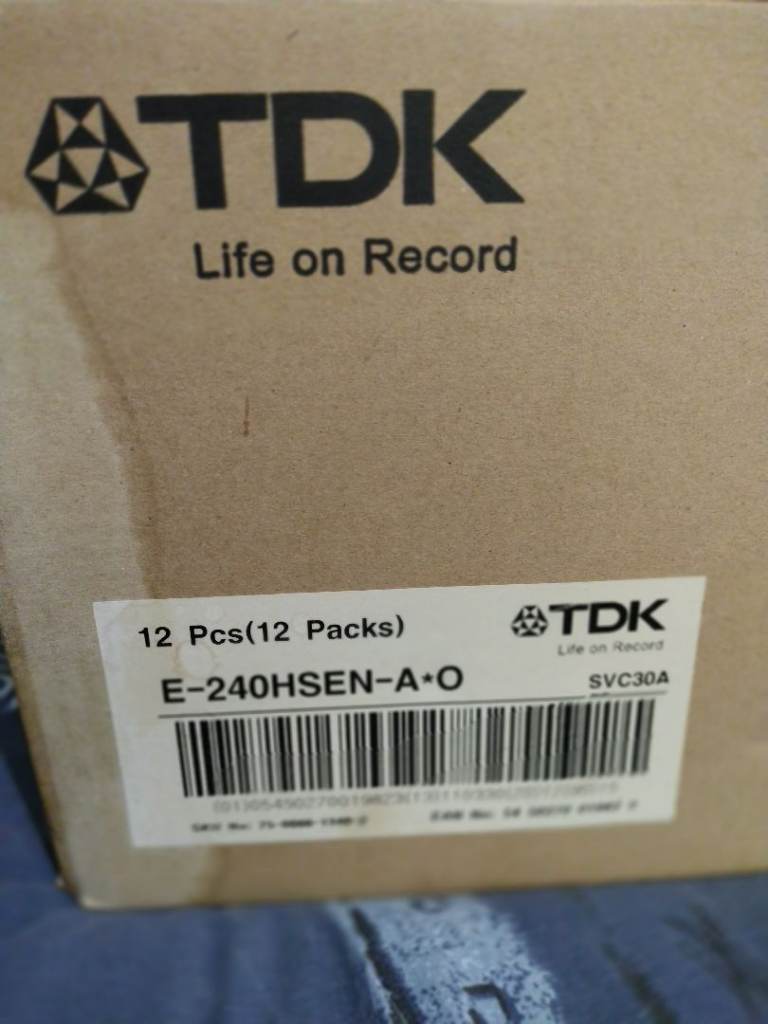 TDK
Life on Record
12 Pcs(12 Packs)
TDK
Life on Record
E-240HSEN-A*O
SVC30A